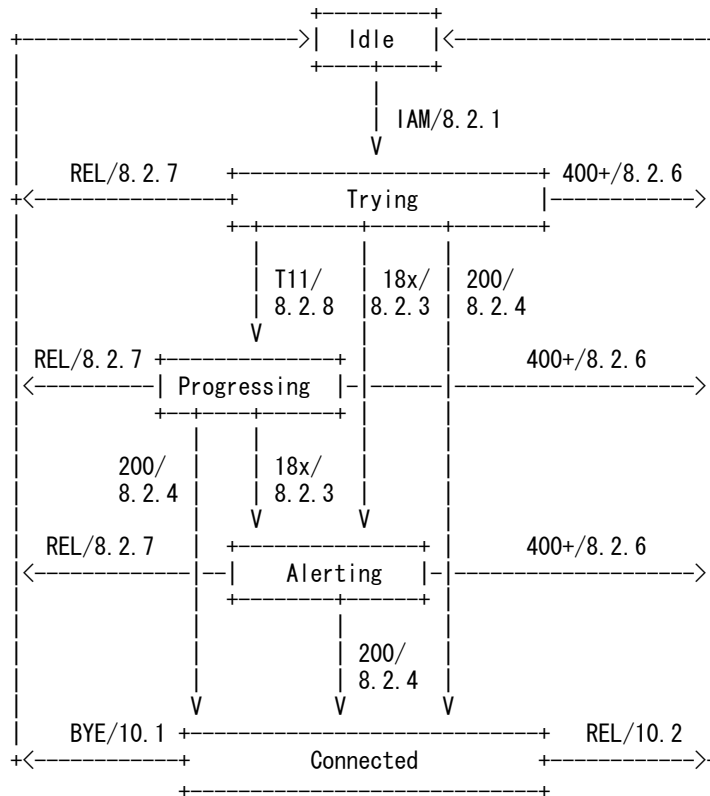 Idle
IAM/8.2.1
REL/8.2.7 400+/8.2.6
Trying
T11/ 18x/ 200/
8.2.8 8.2.3 8.2.4
REL/8.2.7 400+/8.2.6
Progressing
200/ 18x/
8.2.4 8.2.3
REL/8.2.7 400+/8.2.6
Alerting
200/
8.2.4
BYE/10.1 REL/10.2
Connected